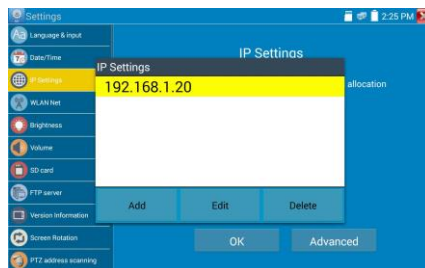 Settings
2:25 PM
Language & input
Date/Time
IP Settings
WLAN Net
Brightness
Volume
SD card
FTP server
Version Information
Screen Rotation
PTZ address scanning
IP Settings
allocation
IP Settings
192.168.1.20
Add
Edit
Delete
OK
Advanced